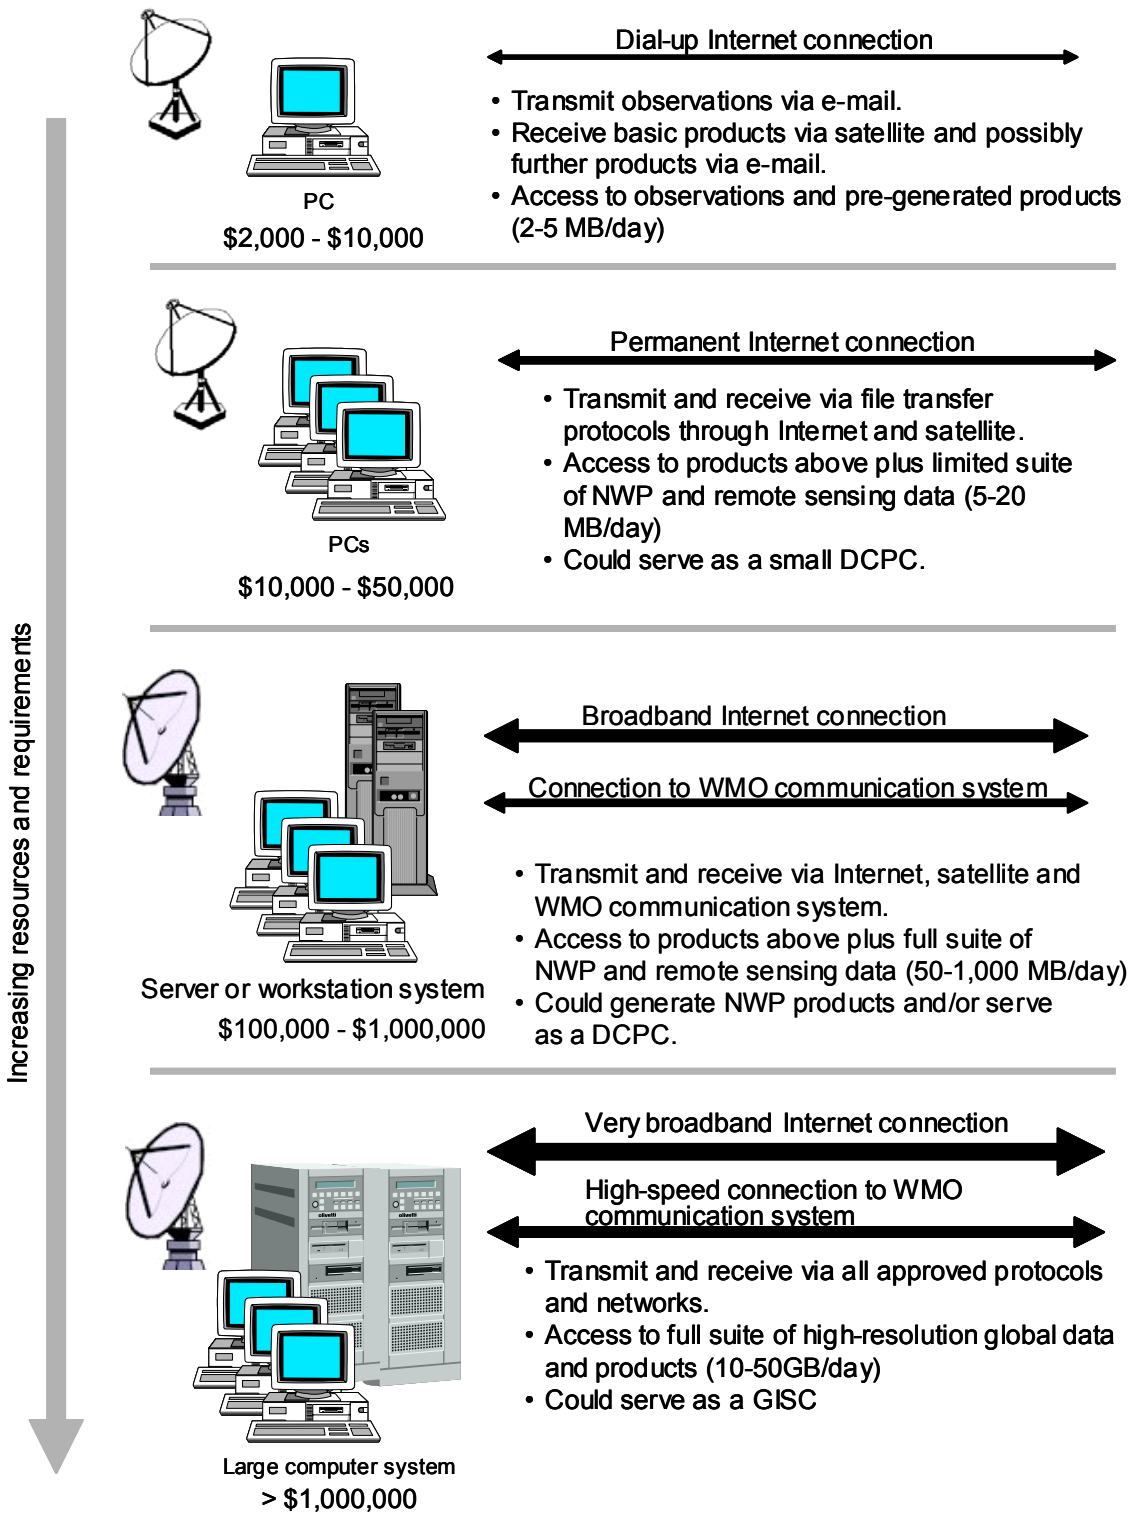 Dial-up Internet connection
• Transmit observations via e-mail.
• Receive basic products via satellite and possibly
further products via e-mail.
• Access to observations and pre-generated products
(2-5 MB/day)
PC
$2,000 - $10,000
Permanent Internet connection
• Transmit and receive via file transfer
protocols through Internet and satellite.
• Access to products above plus limited suite
of NWP and remote sensing data (5-20
MB/day)
• Could serve as a small DCPC.
PCs
$10,000 - $50,000
Increasing resources and requirements
Broadband Internet connection
Connection to WMO communication system
• Transmit and receive via Internet, satellite and
WMO communication system.
• Access to products above plus full suite of
NWP and remote sensing data (50-1,000 MB/day)
• Could generate NWP products and/or serve
as a DCPC.
Server or workstation system
$100,000 - $1,000,000
Very broadband Internet connection
High-speed connection to WMO
communication system
• Transmit and receive via all approved protocols
and networks.
• Access to full suite of high-resolution global data
and products (10-50GB/day)
• Could serve as a GISC
olivetti
olivetti
Large computer system
> $1,000,000